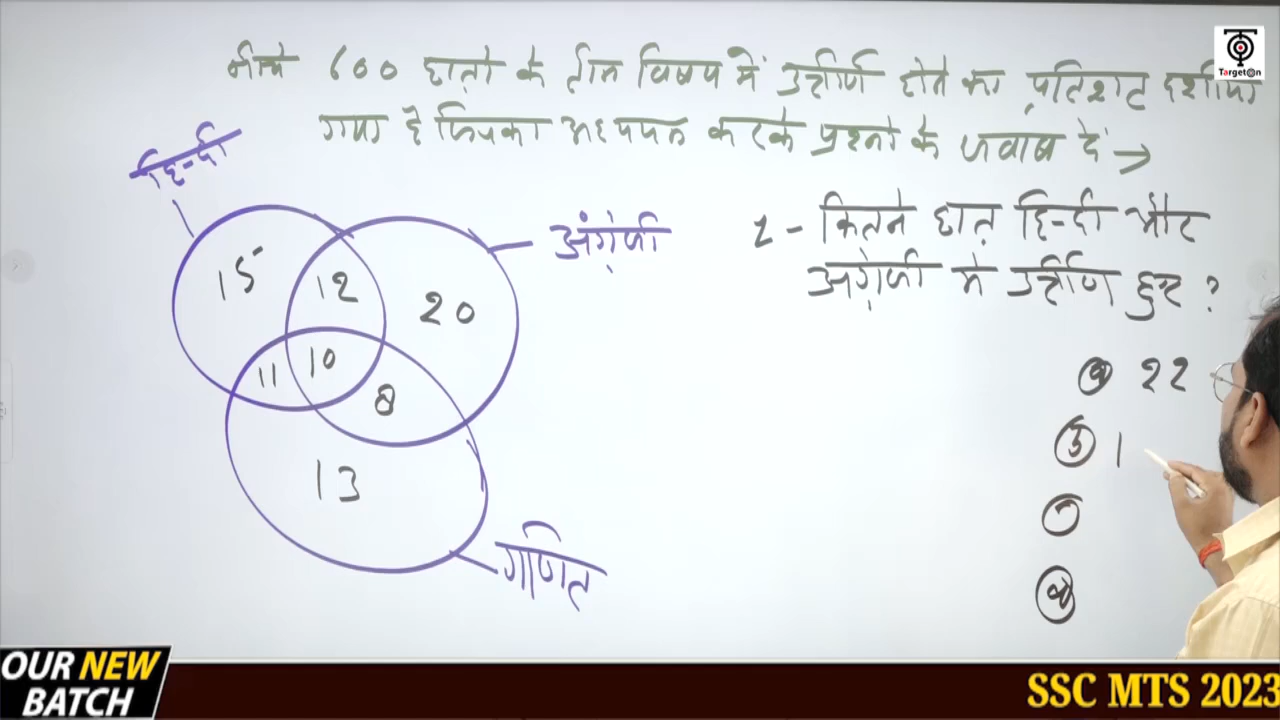 नीचे 600 छात्रो के तीन विषय में उत्तीर्ण होने का प्रतिशत दर्शाया
गया है जिसका अध्ययन करके प्रश्नो के जवाब दें →
हिन्दी
अंग्रेजी
15
12
20
11
10
8
13
गणित
1- कितने छात्र हिन्दी और
अंग्रेजी मे उत्तीर्ण हुए ?
22
1
TargetOn
OUR NEW
BATCH
SSC MTS 2023